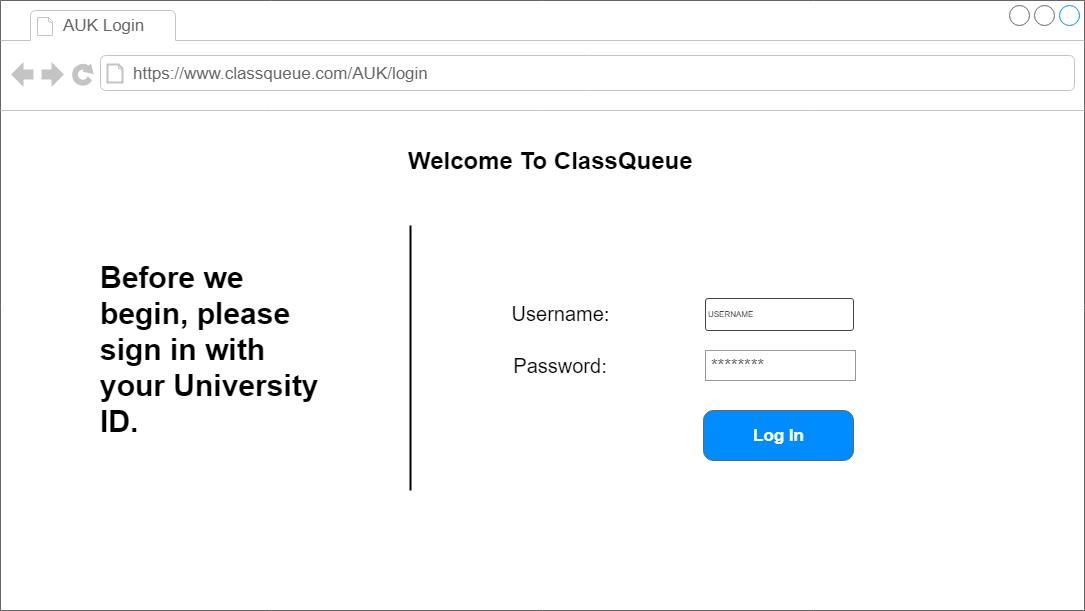 AUK Login
https://www.classqueue.com/AUK/login
Welcome To ClassQueue
Before we
begin, please
sign in with
your University
ID.
Username:
USERNAME
Password:
********
Log In